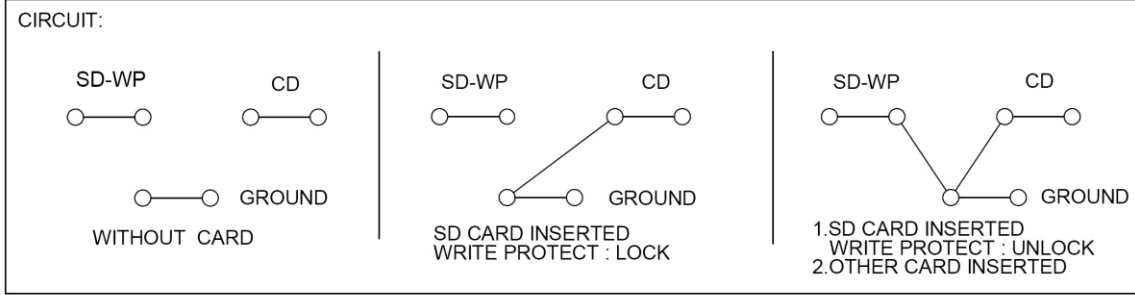 CIRCUIT:
SD-WP
CD
GROUND
WITHOUT CARD
SD-WP
CD
GROUND
SD CARD INSERTED
WRITE PROTECT : LOCK
SD-WP
CD
GROUND
1.SD CARD INSERTED
WRITE PROTECT : UNLOCK
2.OTHER CARD INSERTED